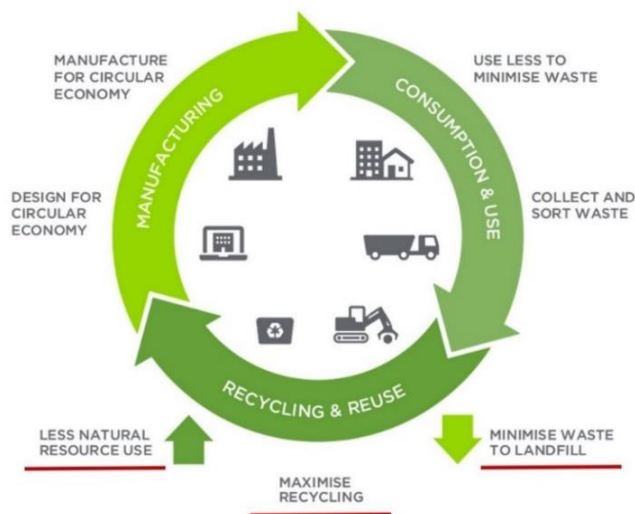 MANUFACTURE
FOR CIRCULAR
ECONOMY
USE LESS TO
MINIMISE WASTE
MANUFACTURING
CONSUMPTION & USE
DESIGN FOR
CIRCULAR
ECONOMY
COLLECT AND
SORT WASTE
RECYCLING & REUSE
LESS NATURAL
RESOURCE USE
MINIMISE WASTE
TO LANDFILL
MAXIMISE
RECYCLING